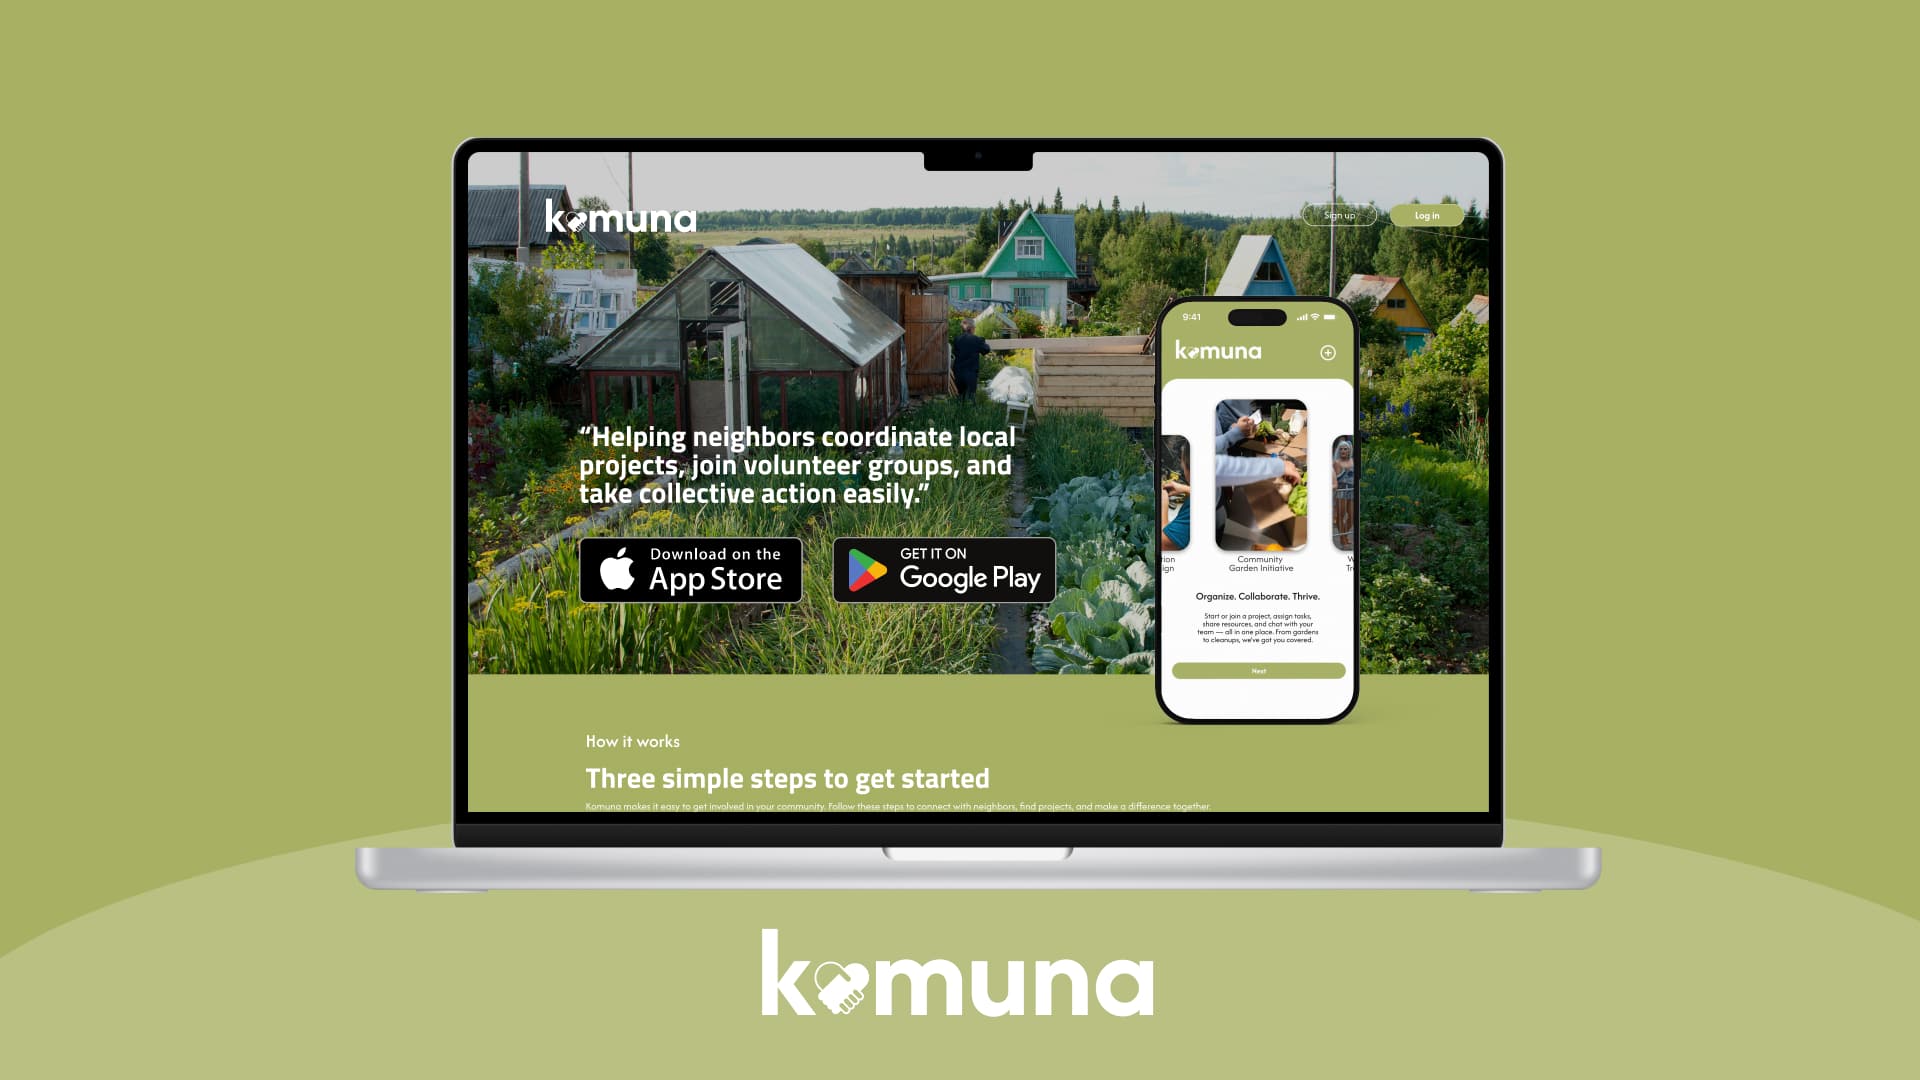 komuna
Sign up
Log in
“Helping neighbors coordinate local
projects, join volunteer groups, and
take collective action easily.”
Download on the
App Store
GET IT ON
Google Play
9:41
komuna
Community
Garden Initiative
Organize. Collaborate. Thrive.
Start or join a project, assign tasks,
share resources, and chat with your
team — all in one place. From gardens
to cleanups, we've got you covered.
Next
How it works
Three simple steps to get started
Komuna makes it easy to get involved in your community. Follow these steps to connect with neighbors, find projects, and make a difference together.
komuna